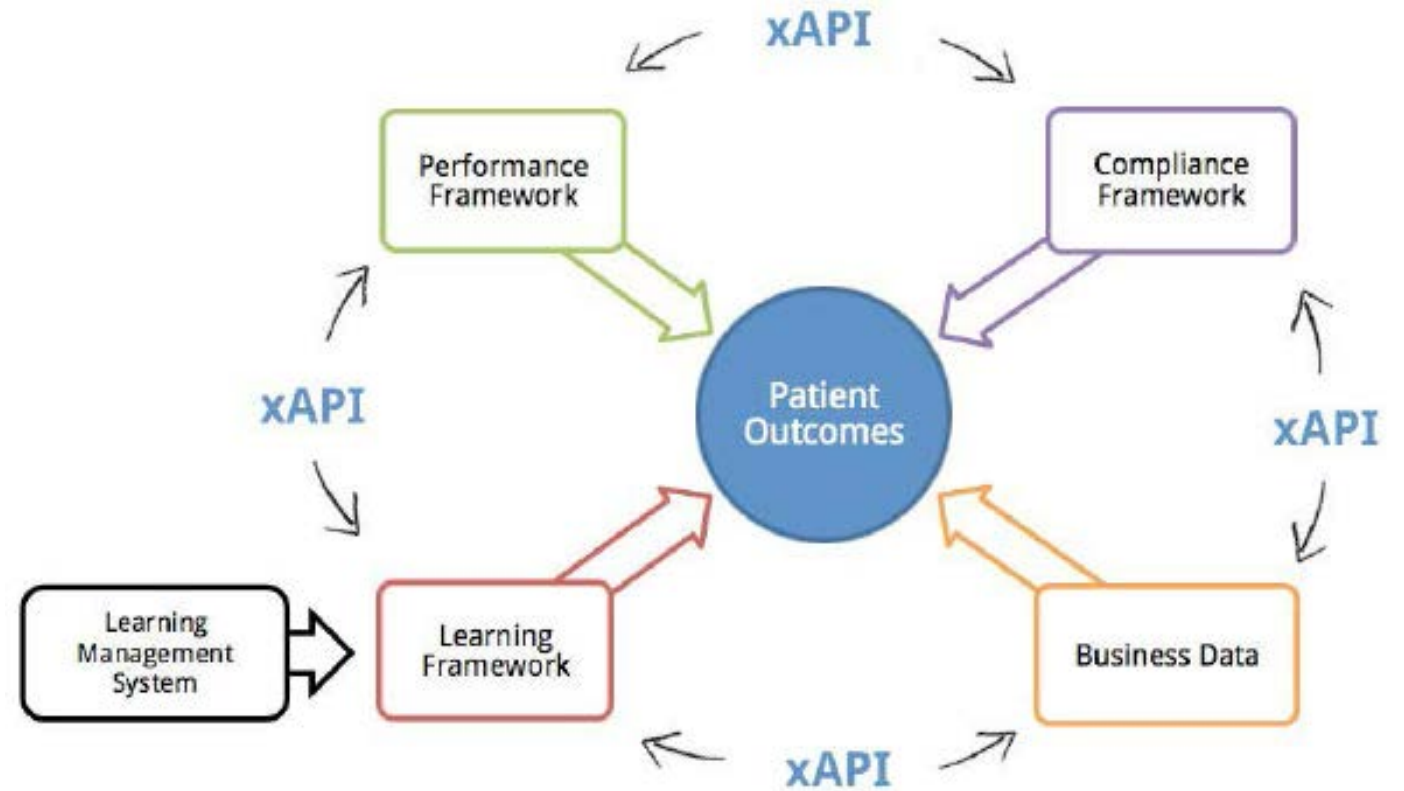 xAPI
Performance
Framework
Compliance
Framework
xAPI
Patient
Outcomes
xAPI
Learning
Management
System
Learning
Framework
Business Data
xAPI